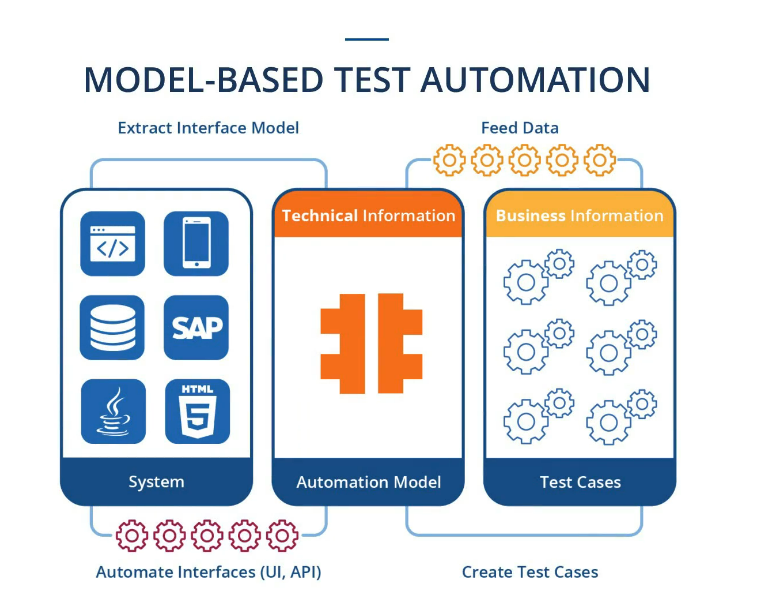 MODEL-BASED TEST AUTOMATION
Extract Interface Model
Feed Data
Technical Information
Business Information
</>
SAP
HTML
5
System
Automation Model
Test Cases
Automate Interfaces (UI, API)
Create Test Cases